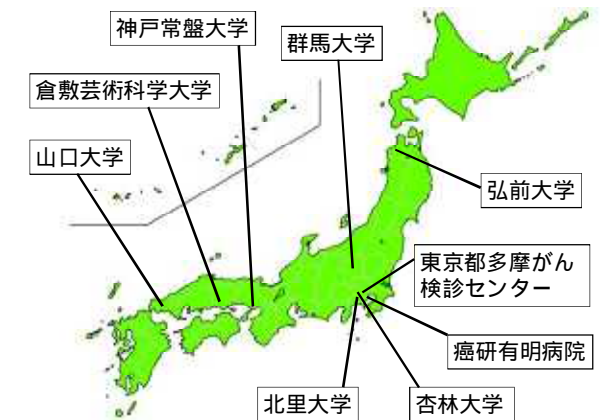 神戸常盤大学
群馬大学
倉敷芸術科学大学
山口大学
弘前大学
東京都多摩がん
検診センター
癌研有明病院
北里大学
杏林大学